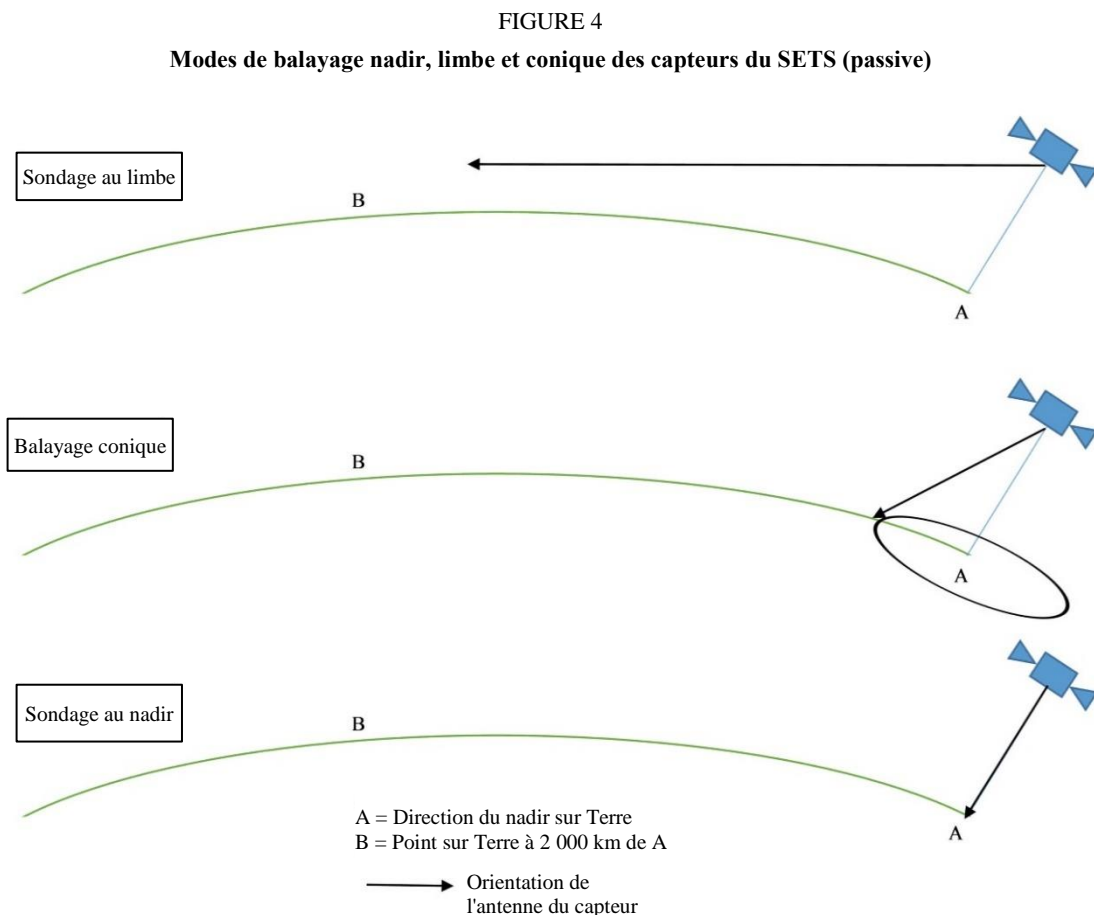 FIGURE 4
Modes de balayage nadir, limbe et conique des capteurs du SETS (passive)
Sondage au limbe
B
A
Balayage conique
B
A
Sondage au nadir
B
A
A = Direction du nadir sur Terre
B = Point sur Terre à 2 000 km de A
Orientation de
l'antenne du capteur